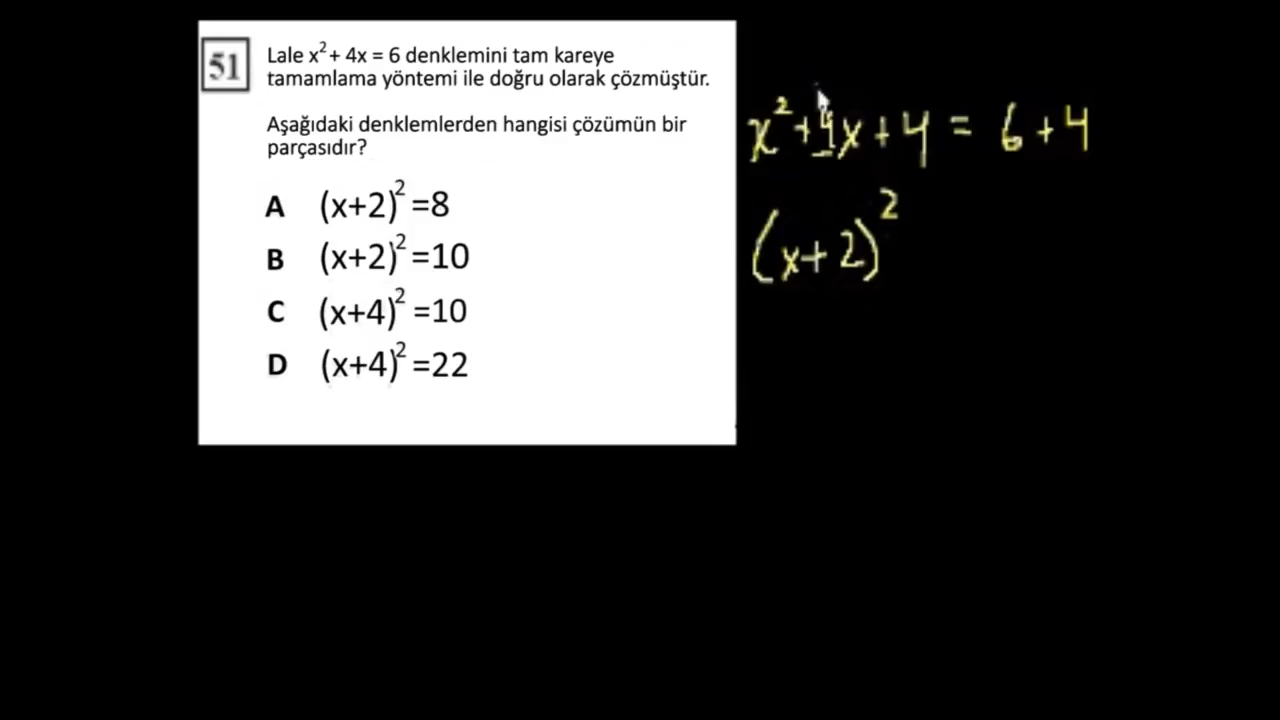 51
Lale x²+ 4x = 6 denklemini tam kareye
tamamlama yöntemi ile doğru olarak çözmüştür.
Aşağıdaki denklemlerden hangisi çözümün bir
parçasıdır?
A (x+2)² =8
B (x+2)² =10
C (x+4)² =10
D (x+4)² =22
x² + 4x + 4 = 6 + 4
(x + 2)²